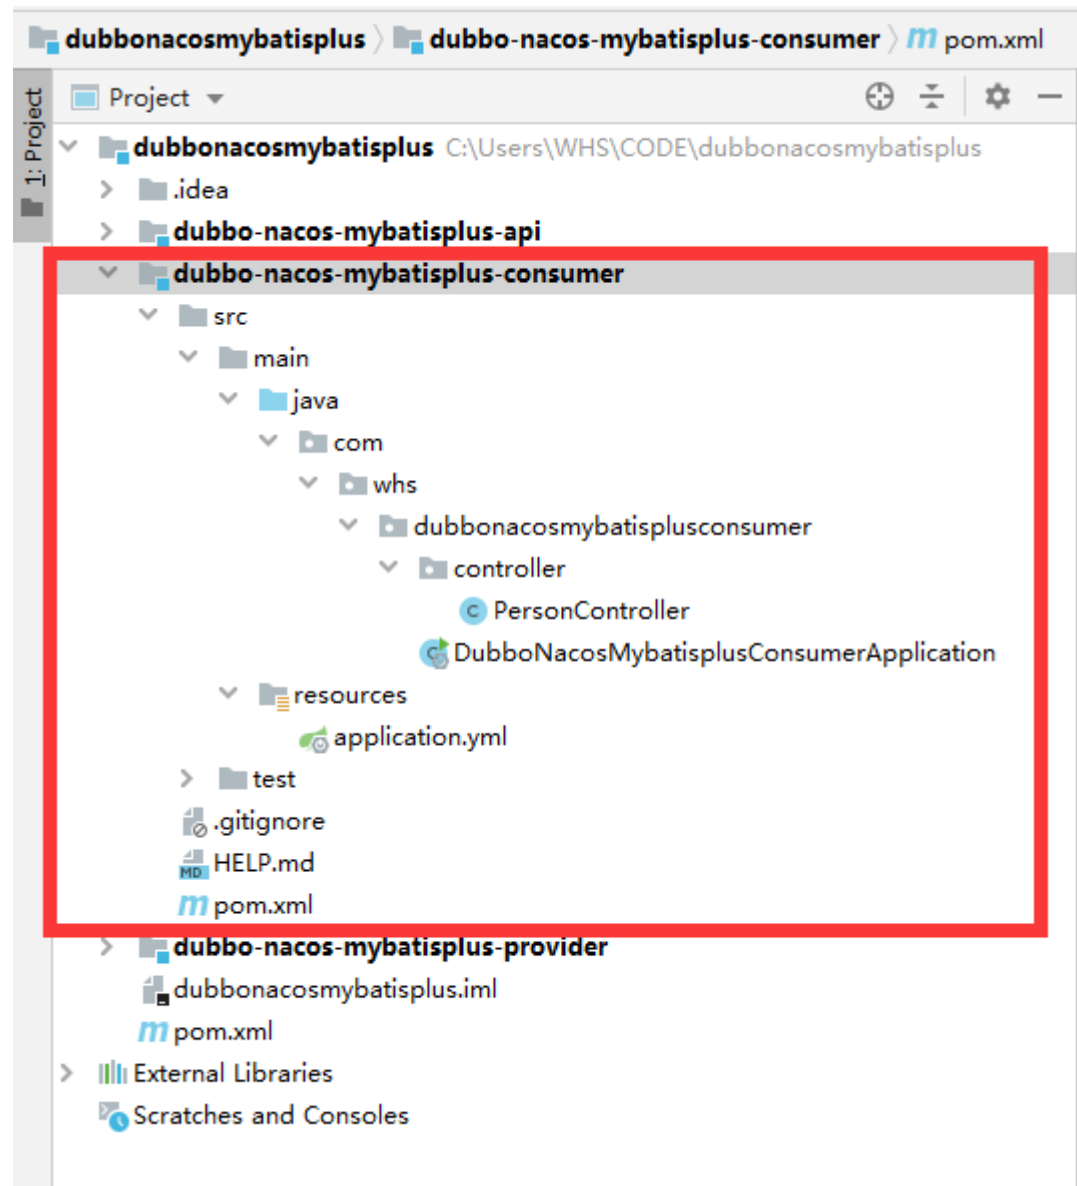 dubbonacosmybatisplus dubbo-nacos-mybatisplus-consumer pom.xml
1: Project
Project
dubbonacosmybatisplus C:\Users\WHS\CODE\dubbonacosmybatisplus
.idea
dubbo-nacos-mybatisplus-api
dubbo-nacos-mybatisplus-consumer
src
main
java
com
whs
dubbonacosmybatisplusconsumer
controller
PersonController
DubboNacosMybatisplusConsumerApplication
resources
application.yml
test
.gitignore
HELP.md
pom.xml
dubbo-nacos-mybatisplus-provider
dubbonacosmybatisplus.iml
pom.xml
External Libraries
Scratches and Consoles